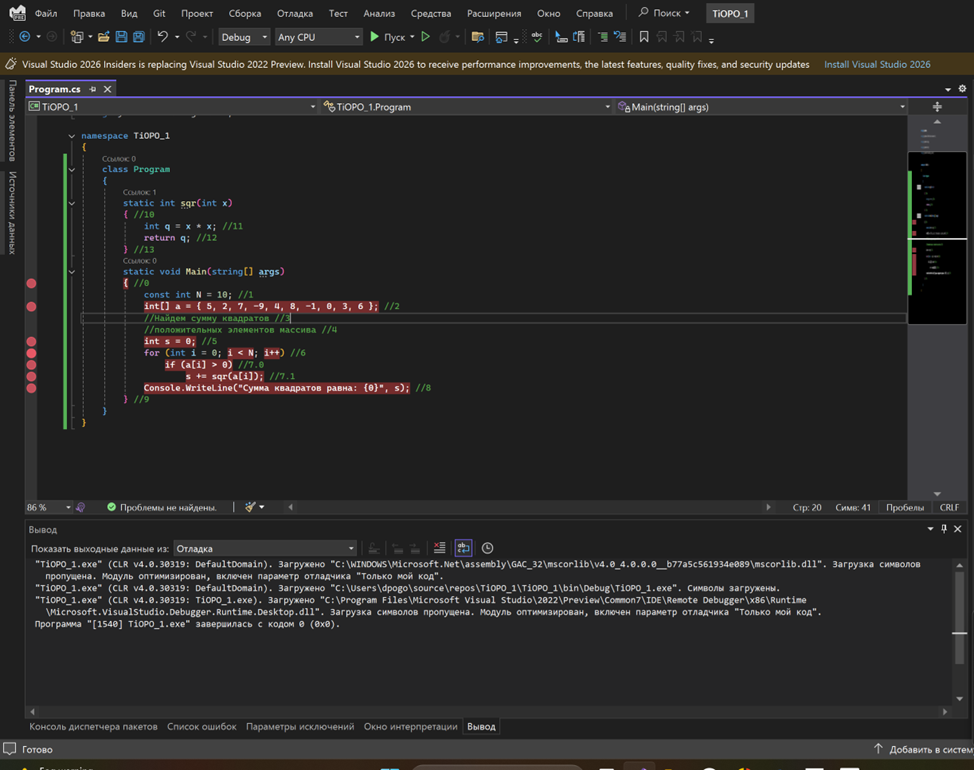 Файл Правка Вид Git Проект Сборка Отладка Тест Анализ Средства Расширения Окно Справка Поиск TiOPO_1
PRE
Debug Any CPU Пуск
Visual Studio 2026 Insiders is replacing Visual Studio 2022 Preview. Install Visual Studio 2026 to receive performance improvements, the latest features, quality fixes, and security updates Install Visual Studio 2026
Панель элементов
Источники данных
Program.cs
TiOPO_1 TiOPO_1.Program Main(string[] args)
namespace TiOPO_1
{
Ссылок: 0
class Program
{
Ссылок: 1
static int sqr(int x)
{ //10
int q = x * x; //11
return q; //12
} //13
Ссылок: 0
static void Main(string[] args)
{ //0
const int N = 10; //1
int[] a = { 5, 2, 7, -9, 4, 8, -1, 0, 3, 6 }; //2
//Найдем сумму квадратов //3
//положительных элементов массива //4
int s = 0; //5
for (int i = 0; i < N; i++) //6
if (a[i] > 0) //7.0
s += sqr(a[i]); //7.1
Console.WriteLine("Сумма квадратов равна: {0}", s); //8
} //9
}
}
86 % Проблемы не найдены. Стр: 20 Симв: 41 Пробелы CRLF
Вывод
Показать выходные данные из: Отладка
"TiOPO_1.exe" (CLR v4.0.30319: DefaultDomain). Загружено "C:\WINDOWS\Microsoft.Net\assembly\GAC_32\mscorlib\v4.0_4.0.0.0__b77a5c561934e089\mscorlib.dll". Загрузка символов
пропущена. Модуль оптимизирован, включен параметр отладчика "Только мой код".
"TiOPO_1.exe" (CLR v4.0.30319: DefaultDomain). Загружено "C:\Users\dpogo\source\repos\TiOPO_1\TiOPO_1\bin\Debug\TiOPO_1.exe". Символы загружены.
"TiOPO_1.exe" (CLR v4.0.30319: TiOPO_1.exe). Загружено "C:\Program Files\Microsoft Visual Studio\2022\Preview\Common7\IDE\Remote Debugger\x86\Runtime
\Microsoft.VisualStudio.Debugger.Runtime.Desktop.dll". Загрузка символов пропущена. Модуль оптимизирован, включен параметр отладчика "Только мой код".
Программа "[1540] TiOPO_1.exe" завершилась с кодом 0 (0x0).
Консоль диспетчера пакетов Список ошибок Параметры исключений Окно интерпретации Вывод
Готово Добавить в систем